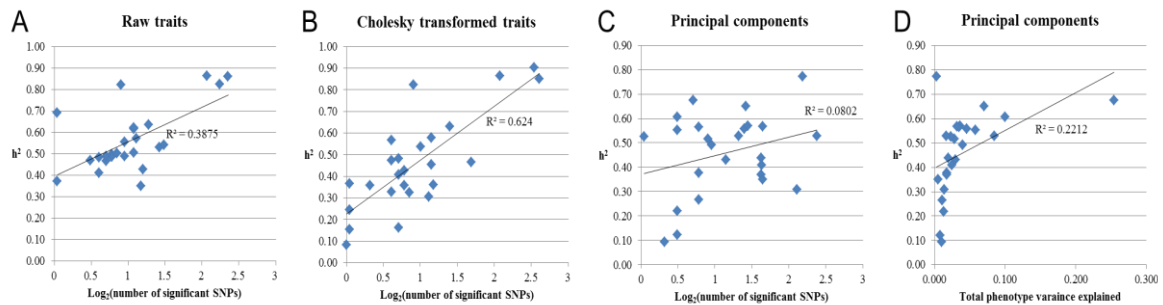 A
Raw traits
1.00
0.90
0.80
0.70
0.60
0.50
0.40
0.30
0.20
0.10
0.00
h²
R² = 0.3875
0 0.5 1 1.5 2 2.5 3
Log₂(number of significant SNPs)
B
Cholesky transformed traits
1.00
0.90
0.80
0.70
0.60
0.50
0.40
0.30
0.20
0.10
0.00
h²
R² = 0.624
0 0.5 1 1.5 2 2.5 3
Log₂(number of significant SNPs)
C
Principal components
0.90
0.80
0.70
0.60
0.50
0.40
0.30
0.20
0.10
0.00
h²
R² = 0.0802
0 0.5 1 1.5 2 2.5 3
Log₂(number of significant SNPs)
D
Principal components
0.90
0.80
0.70
0.60
0.50
0.40
0.30
0.20
0.10
0.00
h²
R² = 0.2212
0.000 0.100 0.200 0.300
Total phenotype varaince explained